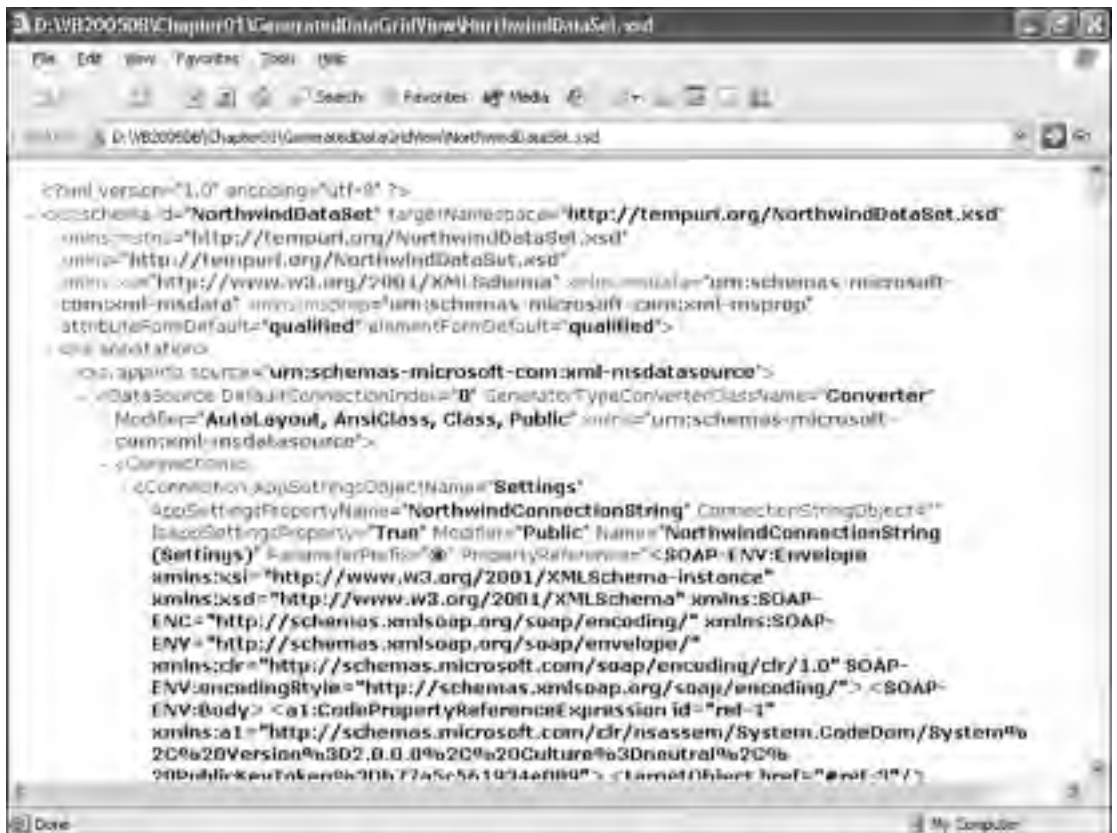 D:\VB2005DB\Chapter01\GeneratedDataGridView\NorthwindDataSet.xsd
File Edit View Favorites Tools Help
Search Favorites Media
D:\VB2005DB\Chapter01\GeneratedDataGridView\NorthwindDataSet.xsd Go
<?xml version="1.0" encoding="utf-8" ?>
- <xs:schema id="NorthwindDataSet" targetNamespace="http://tempuri.org/NorthwindDataSet.xsd"
xmlns:mstns="http://tempuri.org/NorthwindDataSet.xsd"
xmlns="http://tempuri.org/NorthwindDataSet.xsd"
xmlns:xs="http://www.w3.org/2001/XMLSchema" xmlns:msdata="urn:schemas-microsoft-
com:xml-msdata" xmlns:msprop="urn:schemas-microsoft-com:xml-msprop"
attributeFormDefault="qualified" elementFormDefault="qualified">
- <xs:annotation>
- <xs:appinfo source="urn:schemas-microsoft-com:xml-msdatasource">
- <DataSource DefaultConnectionIndex="0" GeneratorTypeConverterClassName="Converter"
Modifier="AutoLayout, AnsiClass, Class, Public" xmlns="urn:schemas-microsoft-
com:xml-msdatasource">
- <Connections>
- <Connection AppSettingsObjectName="Settings"
AppSettingsPropertyName="NorthwindConnectionString" ConnectionStringObject=""
IsAppSettingsProperty="True" Modifier="Public" Name="NorthwindConnectionString
(Settings)" ParameterPrefix="@" PropertyReference="<SOAP-ENV:Envelope
xmlns:xsi="http://www.w3.org/2001/XMLSchema-instance"
xmlns:xsd="http://www.w3.org/2001/XMLSchema" xmlns:SOAP-
ENC="http://schemas.xmlsoap.org/soap/encoding/" xmlns:SOAP-
ENV="http://schemas.xmlsoap.org/soap/envelope/"
xmlns:clr="http://schemas.microsoft.com/soap/encoding/clr/1.0" SOAP-
ENV:encodingStyle="http://schemas.xmlsoap.org/soap/encoding/"> <SOAP-
ENV:Body> <a1:CodePropertyReferenceExpression id="ref-1"
xmlns:a1="http://schemas.microsoft.com/clr/nsassem/System.CodeDom/System%
2C%20Version%3D2.0.0.0%2C%20Culture%3Dneutral%2C%
20PublicKeyToken%3Db77a5c561934e089"> <targetObject href="#ref-3"/>
Done My Computer